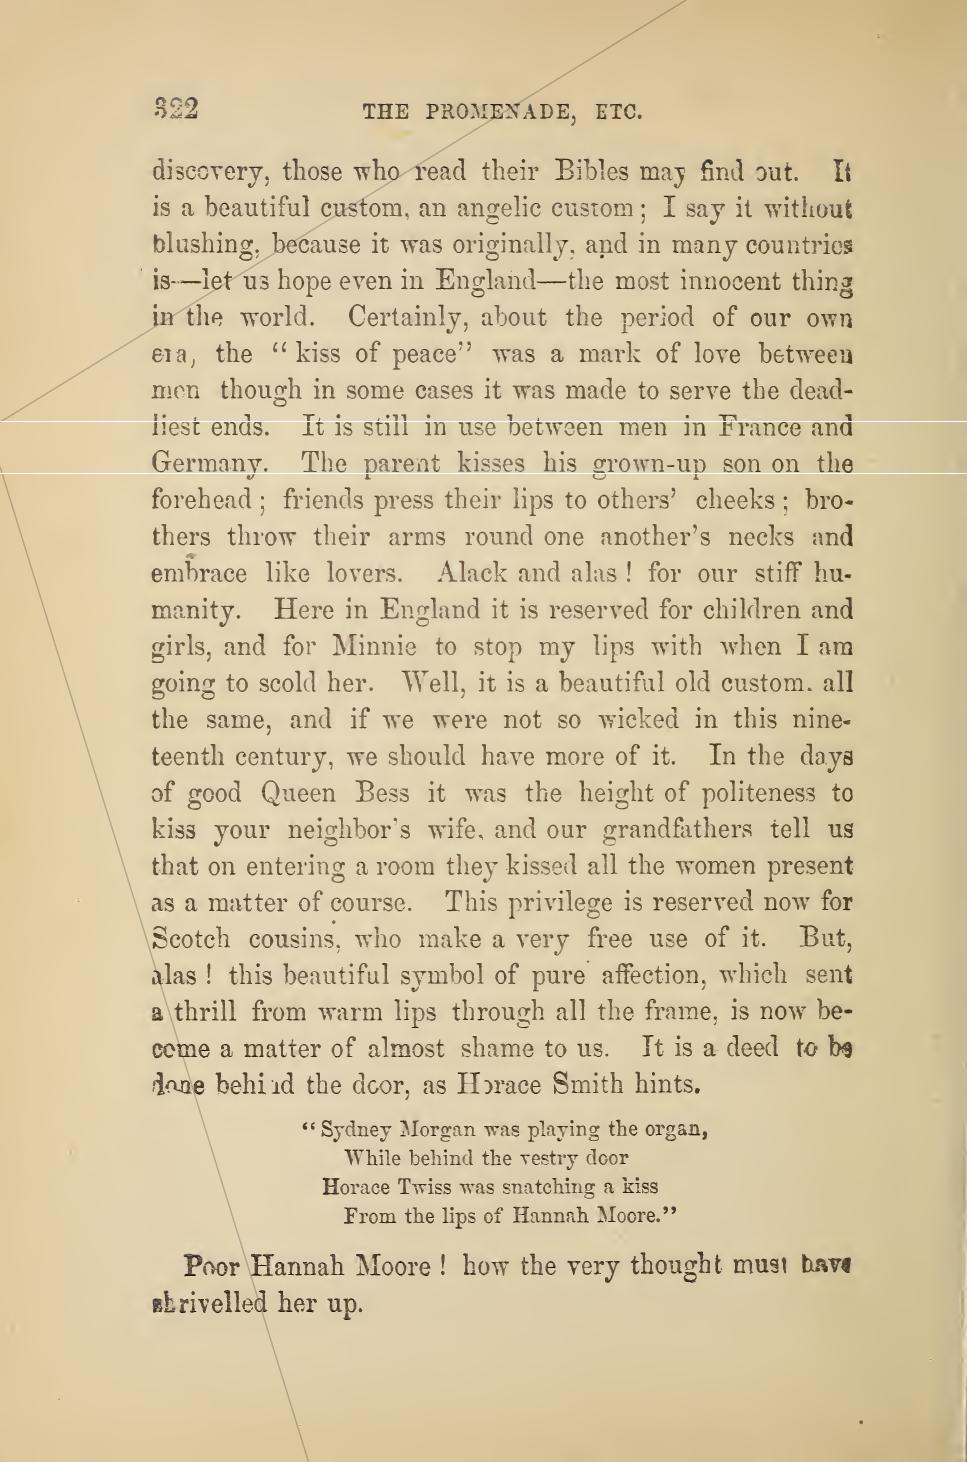 322 THE PROMENADE, ETC.
discovery, those who read their Bibles may find out. It
is a beautiful custom, an angelic custom; I say it without
blushing, because it was originally, and in many countries
is—let us hope even in England—the most innocent thing
in the world. Certainly, about the period of our own
era, the “kiss of peace” was a mark of love between
men though in some cases it was made to serve the dead-
liest ends. It is still in use between men in France and
Germany. The parent kisses his grown-up son on the
forehead; friends press their lips to others’ cheeks; bro-
thers throw their arms round one another’s necks and
embrace like lovers. Alack and alas! for our stiff hu-
manity. Here in England it is reserved for children and
girls, and for Minnie to stop my lips with when I am
going to scold her. Well, it is a beautiful old custom. all
the same, and if we were not so wicked in this nine-
teenth century, we should have more of it. In the days
of good Queen Bess it was the height of politeness to
kiss your neighbor's wife, and our grandfathers tell us
that on entering a room they kissed all the women present
as a matter of course. This privilege is reserved now for
Scotch cousins, who make a very free use of it. But,
alas! this beautiful symbol of pure affection, which sent
a thrill from warm lips through all the frame, is now be-
come a matter of almost shame to us. It is a deed to be
done behind the door, as Horace Smith hints.
“Sydney Morgan was playing the organ,
While behind the vestry door
Horace Twiss was snatching a kiss
From the lips of Hannah Moore.”
Poor Hannah Moore! how the very thought must have
shrivelled her up.